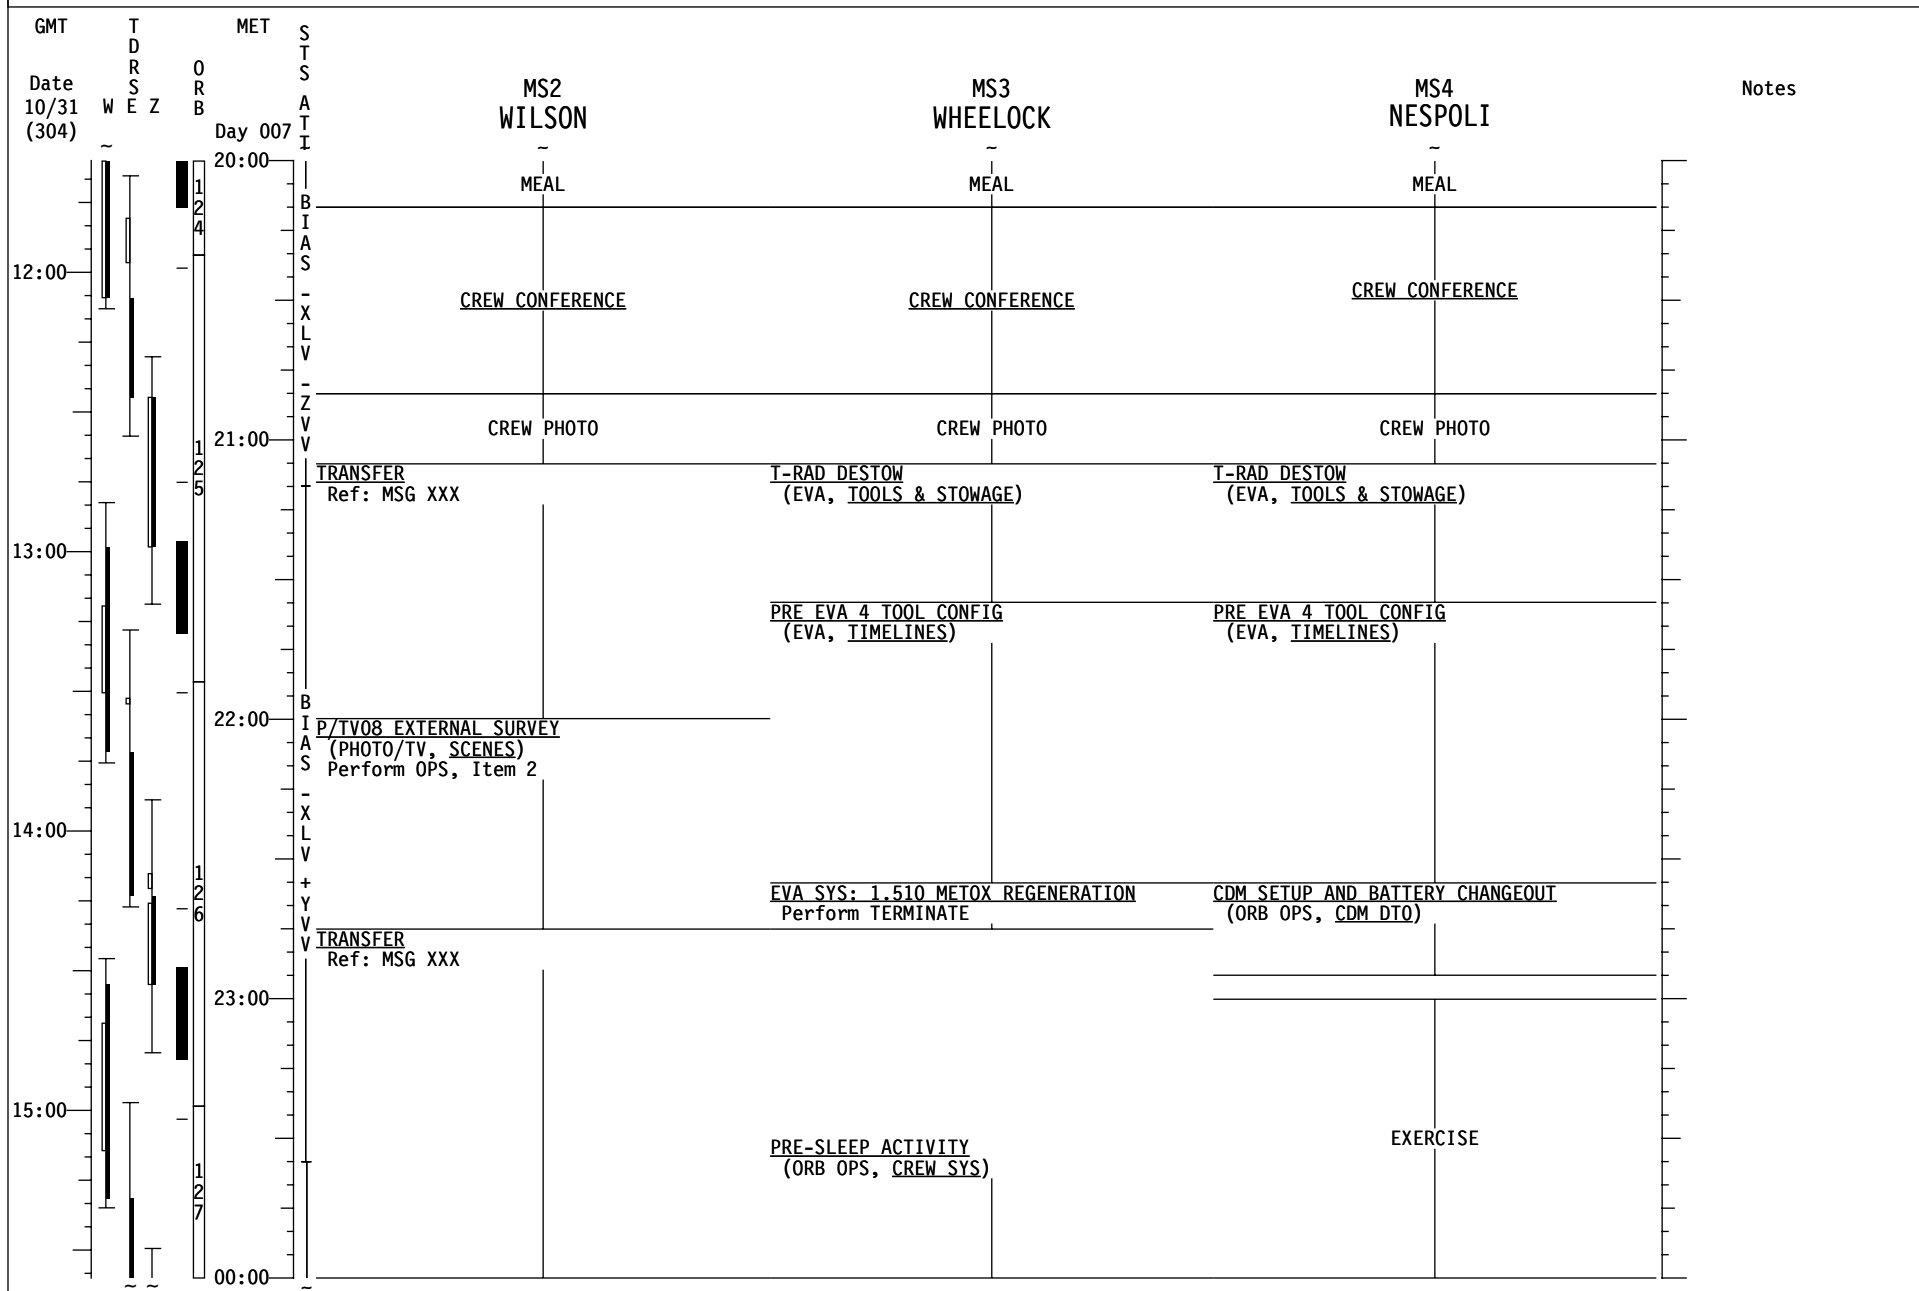 GMT
TDRS
MET
STS ATT
ORB
Date
10/31
(304)
W E Z
Day 007
MS2
WILSON
MS3
WHEELOCK
MS4
NESPOLI
Notes
~
~
~
~
20:00
MEAL
MEAL
MEAL
124
BIAS -XLV -ZVV
12:00
CREW CONFERENCE
CREW CONFERENCE
CREW CONFERENCE
CREW PHOTO
CREW PHOTO
CREW PHOTO
21:00
125
TRANSFER
Ref: MSG XXX
T-RAD DESTOW
(EVA, TOOLS & STOWAGE)
T-RAD DESTOW
(EVA, TOOLS & STOWAGE)
13:00
PRE EVA 4 TOOL CONFIG
(EVA, TIMELINES)
PRE EVA 4 TOOL CONFIG
(EVA, TIMELINES)
22:00
BIAS -XLV +YVV
P/TV08 EXTERNAL SURVEY
(PHOTO/TV, SCENES)
Perform OPS, Item 2
14:00
126
EVA SYS: 1.510 METOX REGENERATION
Perform TERMINATE
CDM SETUP AND BATTERY CHANGEOUT
(ORB OPS, CDM DTO)
TRANSFER
Ref: MSG XXX
23:00
15:00
127
PRE-SLEEP ACTIVITY
(ORB OPS, CREW SYS)
EXERCISE
00:00
~ ~
~